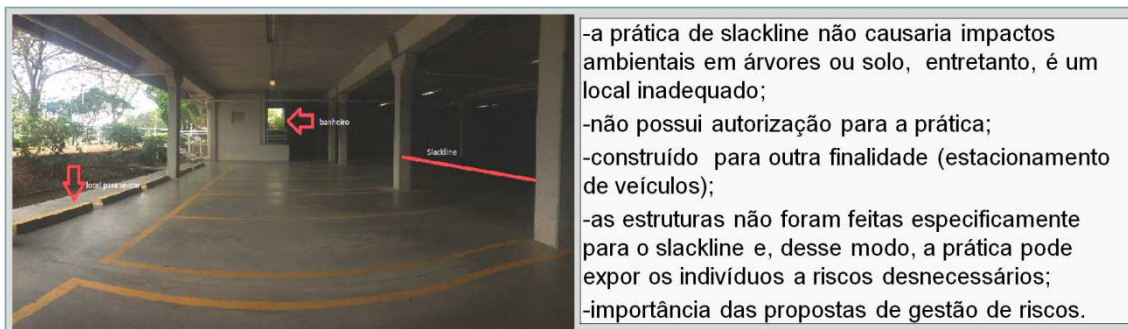 banheiro
Slackline
local para sentar
-a prática de slackline não causaria impactos
ambientais em árvores ou solo, entretanto, é um
local inadequado;
-não possui autorização para a prática;
-construído para outra finalidade (estacionamento
de veículos);
-as estruturas não foram feitas especificamente
para o slackline e, desse modo, a prática pode
expor os indivíduos a riscos desnecessários;
-importância das propostas de gestão de riscos.